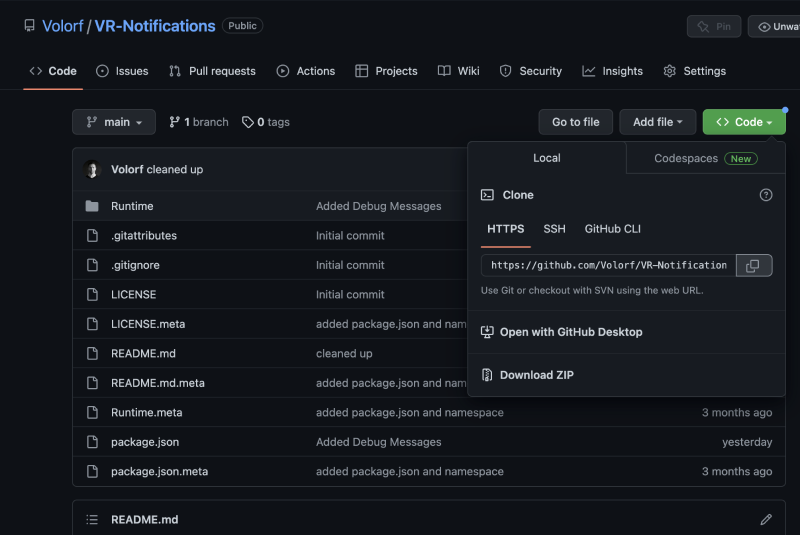 Volorf / VR-Notifications Public Pin
Code Issues Pull requests Actions Projects Wiki Security Insights Settings
main 1 branch 0 tags Go to file Add file Code
Local Codespaces New
Volorf cleaned up
Clone
Runtime Added Debug Messages
HTTPS SSH GitHub CLI
.gitattributes Initial commit
.gitignore Initial commit
https://github.com/Volorf/VR-Notification
Use Git or checkout with SVN using the web URL.
LICENSE Initial commit
LICENSE.meta added package.json and nam
Open with GitHub Desktop
README.md cleaned up
Download ZIP
README.md.meta added package.json and nam
Runtime.meta added package.json and namespace 3 months ago
package.json Added Debug Messages yesterday
package.json.meta added package.json and namespace 3 months ago
README.md